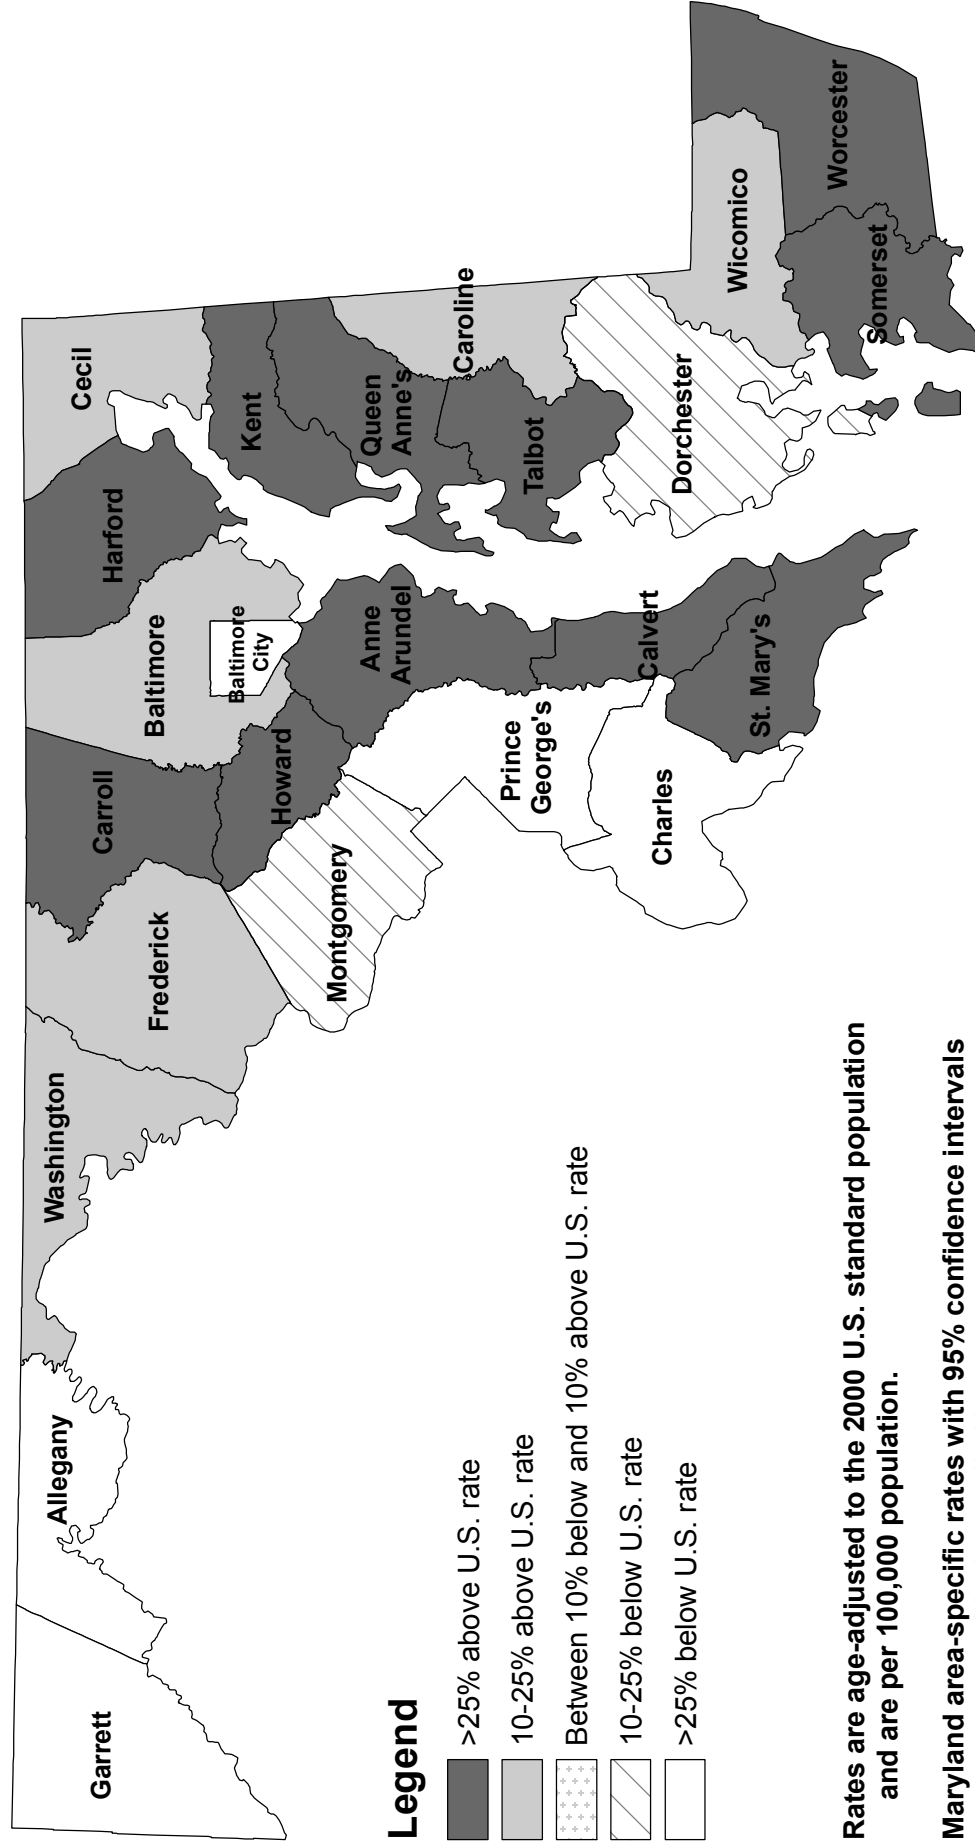 Garrett
Allegany
Washington
Frederick
Carroll
Baltimore
Harford
Cecil
Baltimore
City
Howard
Montgomery
Anne
Arundel
Prince
George's
Charles
Calvert
St. Mary's
Kent
Queen
Anne's
Caroline
Talbot
Dorchester
Wicomico
Somerset
Worcester
Legend
>25% above U.S. rate
10-25% above U.S. rate
Between 10% below and 10% above U.S. rate
10-25% below U.S. rate
>25% below U.S. rate
Rates are age-adjusted to the 2000 U.S. standard population
and are per 100,000 population.
Maryland area-specific rates with 95% confidence intervals